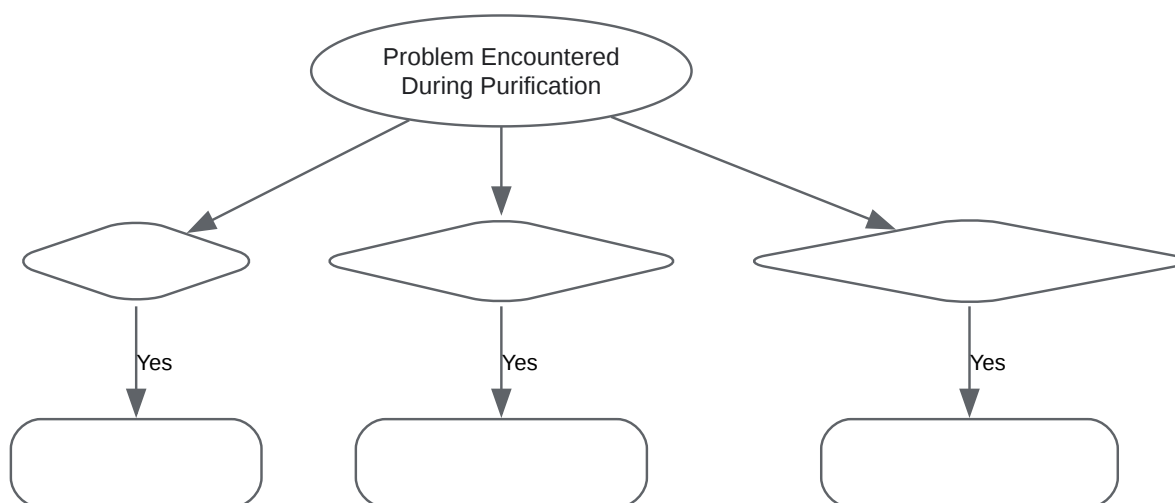 Problem Encountered
During Purification
Yes
Yes
Yes